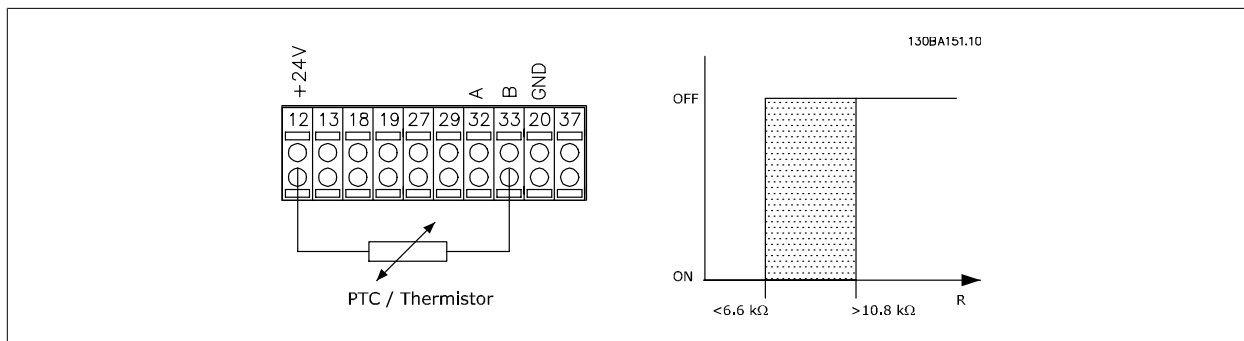 130BA151.10
+24V
A
B
GND
12 13 18 19 27 29 32 33 20 37
PTC / Thermistor
OFF
ON
<6.6 kΩ
>10.8 kΩ
R